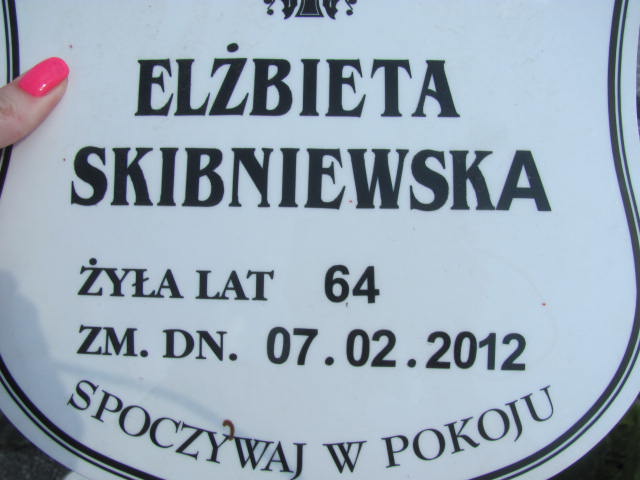 ELŻBIETA
SKIBNIEWSKA
ŻYŁA LAT 64
ZM. DN. 07.02.2012
SPOCZYWAJ W POKOJU